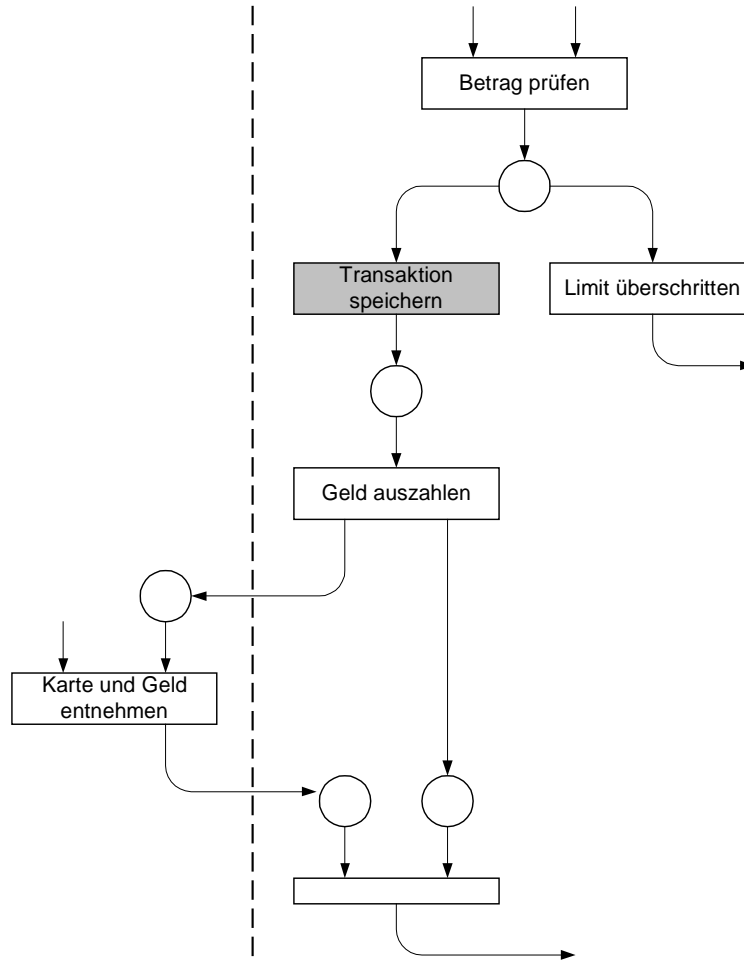 Betrag prüfen
Transaktion
speichern
Limit überschritten
Geld auszahlen
Karte und Geld
entnehmen